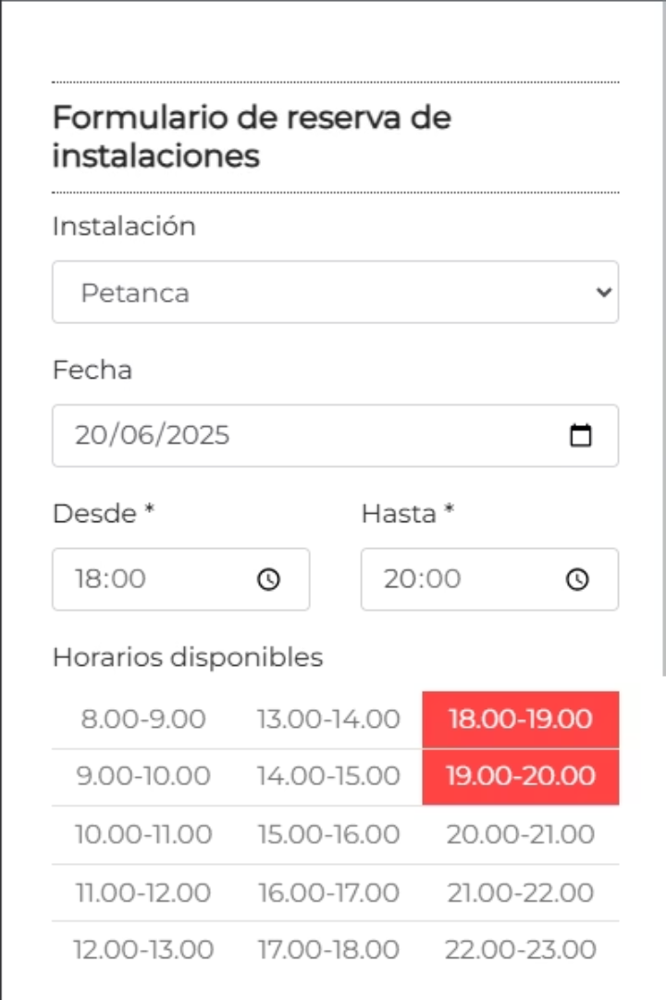 Formulario de reserva de
instalaciones
Instalación
Petanca
Fecha
20/06/2025
Desde * Hasta *
18:00 20:00
Horarios disponibles
8.00-9.00 13.00-14.00 18.00-19.00
9.00-10.00 14.00-15.00 19.00-20.00
10.00-11.00 15.00-16.00 20.00-21.00
11.00-12.00 16.00-17.00 21.00-22.00
12.00-13.00 17.00-18.00 22.00-23.00